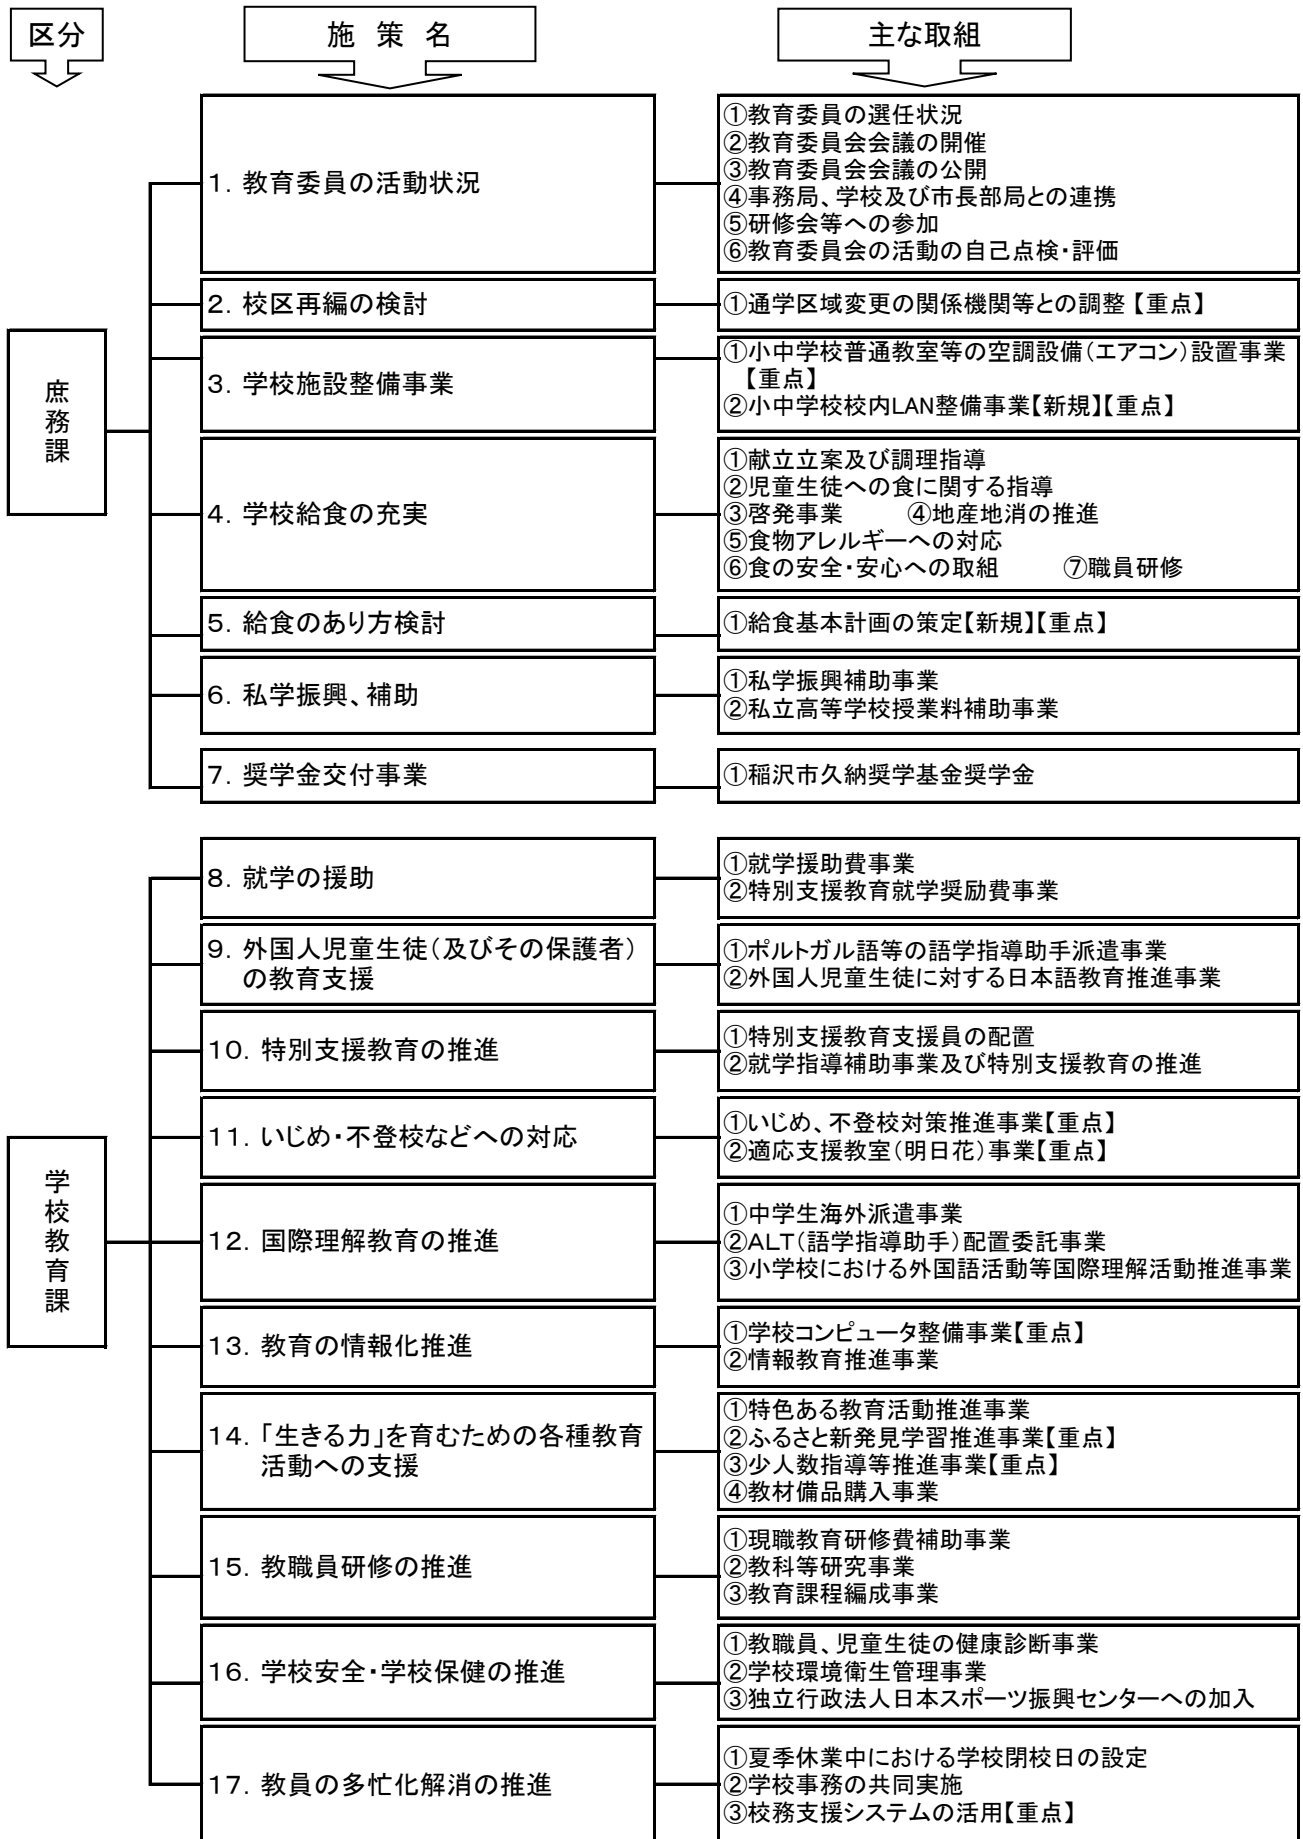 区分
施策名
主な取組
庶務課
1．教育委員の活動状況
①教育委員の選任状況
②教育委員会会議の開催
③教育委員会会議の公開
④事務局、学校及び市長部局との連携
⑤研修会等への参加
⑥教育委員会の活動の自己点検・評価
2．校区再編の検討
①通学区域変更の関係機関等との調整【重点】
3．学校施設整備事業
①小中学校普通教室等の空調設備（エアコン）設置事業
【重点】
②小中学校校内LAN整備事業【新規】【重点】
4．学校給食の充実
①献立立案及び調理指導
②児童生徒への食に関する指導
③啓発事業　　④地産地消の推進
⑤食物アレルギーへの対応
⑥食の安全・安心への取組　　⑦職員研修
5．給食のあり方検討
①給食基本計画の策定【新規】【重点】
6．私学振興、補助
①私学振興補助事業
②私立高等学校授業料補助事業
7．奨学金交付事業
①稲沢市久納奨学基金奨学金
学校教育課
8．就学の援助
①就学援助費事業
②特別支援教育就学奨励費事業
9．外国人児童生徒（及びその保護者）
の教育支援
①ポルトガル語等の語学指導助手派遣事業
②外国人児童生徒に対する日本語教育推進事業
10．特別支援教育の推進
①特別支援教育支援員の配置
②就学指導補助事業及び特別支援教育の推進
11．いじめ・不登校などへの対応
①いじめ、不登校対策推進事業【重点】
②適応支援教室（明日花）事業【重点】
12．国際理解教育の推進
①中学生海外派遣事業
②ALT（語学指導助手）配置委託事業
③小学校における外国語活動等国際理解活動推進事業
13．教育の情報化推進
①学校コンピュータ整備事業【重点】
②情報教育推進事業
14．「生きる力」を育むための各種教育
活動への支援
①特色ある教育活動推進事業
②ふるさと新発見学習推進事業【重点】
③少人数指導等推進事業【重点】
④教材備品購入事業
15．教職員研修の推進
①現職教育研修費補助事業
②教科等研究事業
③教育課程編成事業
16．学校安全・学校保健の推進
①教職員、児童生徒の健康診断事業
②学校環境衛生管理事業
③独立行政法人日本スポーツ振興センターへの加入
17．教員の多忙化解消の推進
①夏季休業中における学校閉校日の設定
②学校事務の共同実施
③校務支援システムの活用【重点】